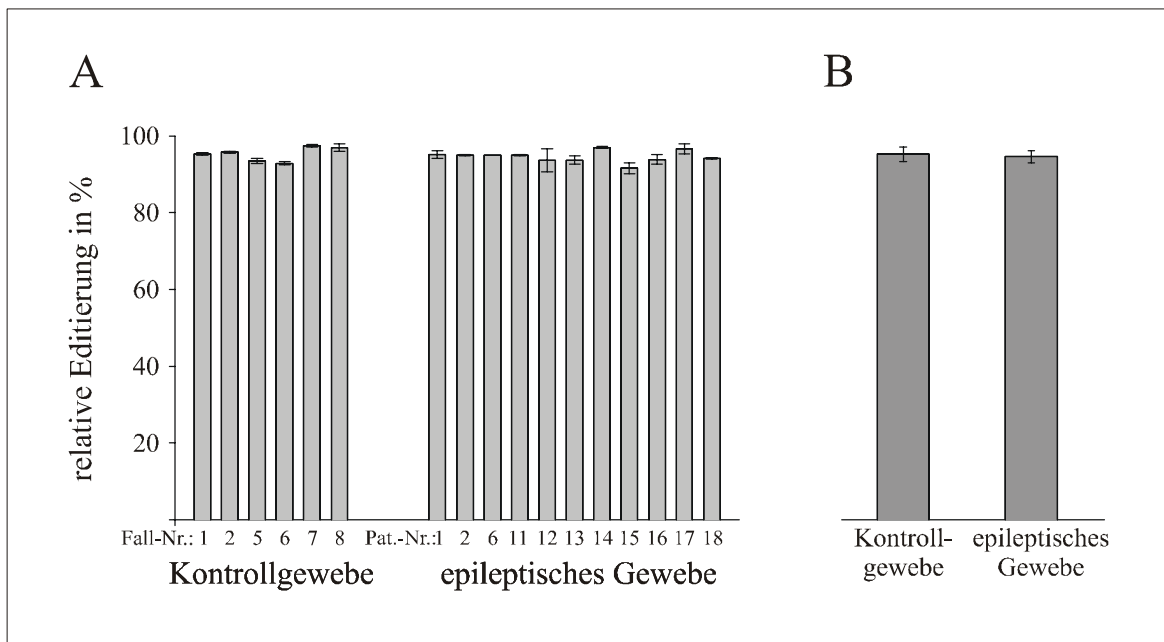 A
B
relative Editierung in %
100
80
60
40
20
Fall-Nr.: 1 2 5 6 7 8
Pat.-Nr.:1 2 6 11 12 13 14 15 16 17 18
Kontrollgewebe
epileptisches Gewebe
Kontroll-
gewebe
epileptisches
Gewebe